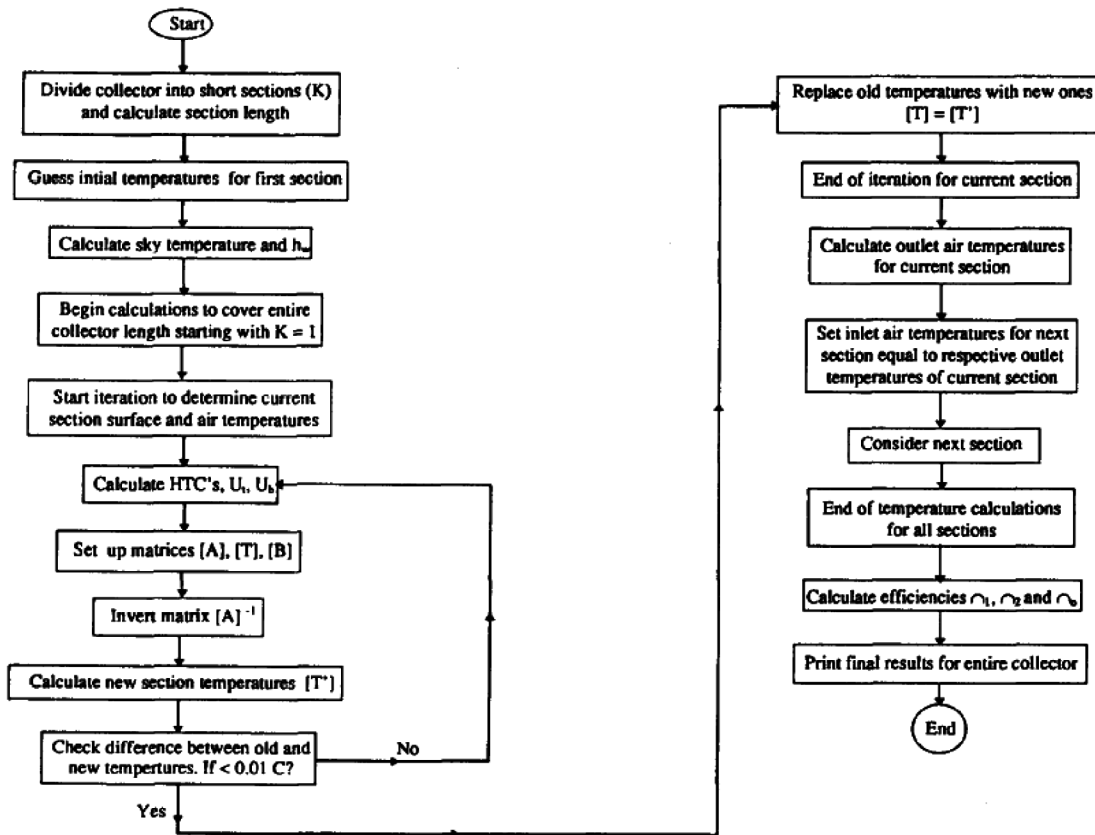 Start
Divide collector into short sections (K)
and calculate section length
Guess intial temperatures for first section
Calculate sky temperature and h
Begin calculations to cover entire
collector length starting with K = 1
Start iteration to determine current
section surface and air temperatures
Calculate HTC's, Uₜ, U_b
Set up matrices [A], [T], [B]
Invert matrix [A]⁻¹
Calculate new section temperatures [T']
Check difference between old and
new tempertures. If < 0.01 C?
No
Yes
Replace old temperatures with new ones
[T] = [T']
End of iteration for current section
Calculate outlet air temperatures
for current section
Set inlet air temperatures for next
section equal to respective outlet
temperatures of current section
Consider next section
End of temperature calculations
for all sections
Calculate efficiencies ∩₁, ∩₂ and ∩
Print final results for entire collector
End